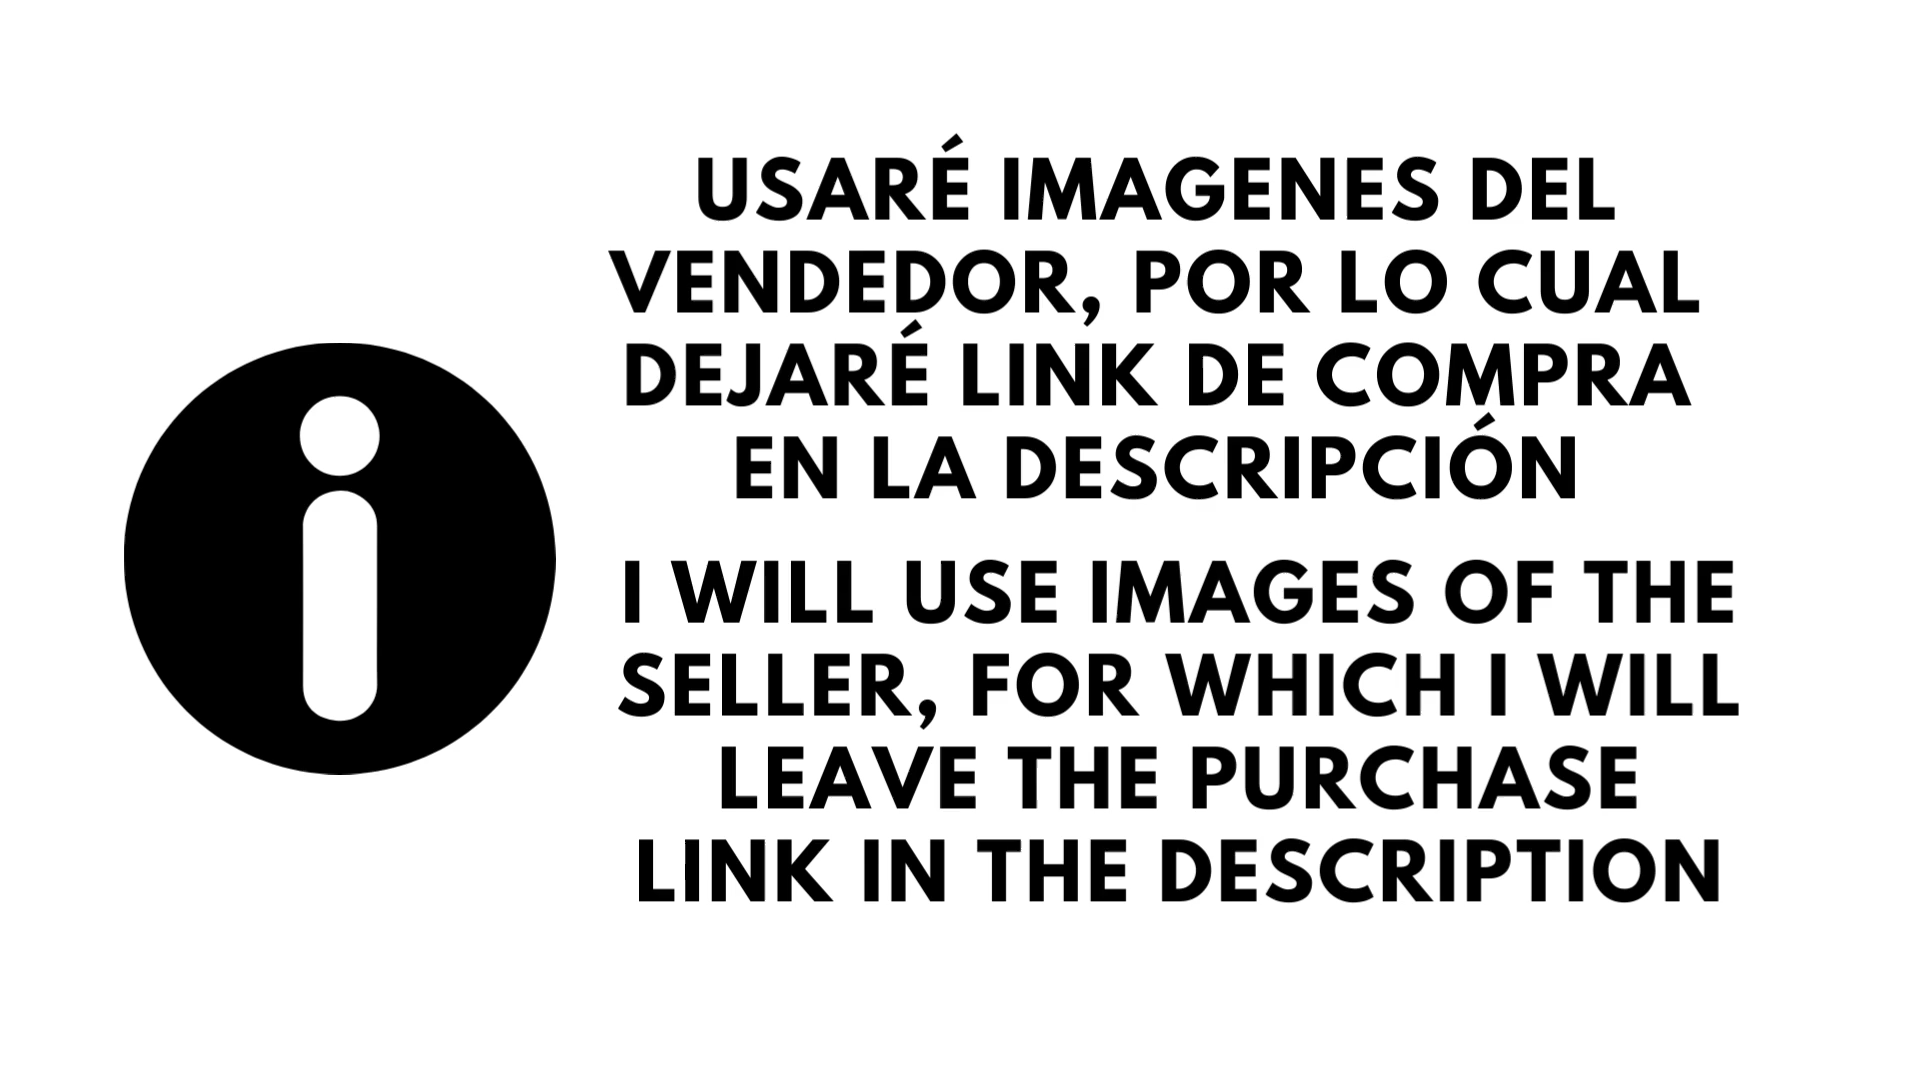 USARÉ IMAGENES DEL
VENDEDOR, POR LO CUAL
DEJARÉ LINK DE COMPRA
EN LA DESCRIPCIÓN
I WILL USE IMAGES OF THE
SELLER, FOR WHICH I WILL
LEAVE THE PURCHASE
LINK IN THE DESCRIPTION